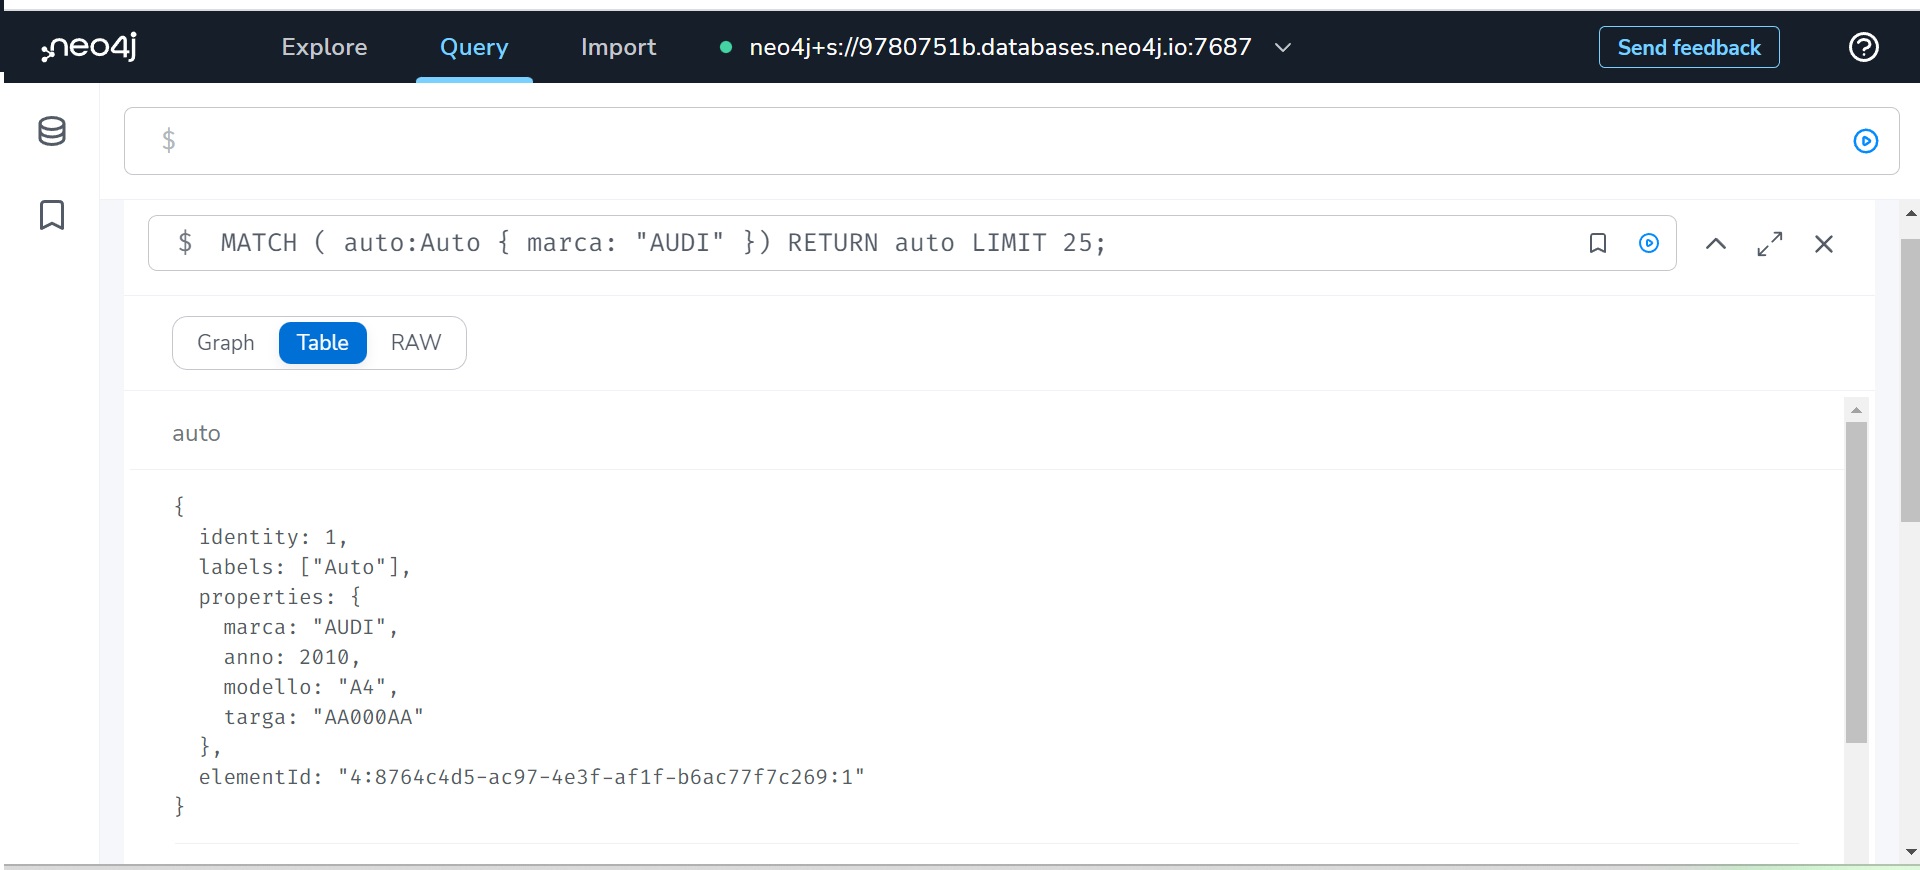 neo4j Explore Query Import neo4j+s://9780751b.databases.neo4j.io:7687 Send feedback ?
$
$ MATCH ( auto:Auto { marca: "AUDI" }) RETURN auto LIMIT 25;
Graph Table RAW
auto
{
identity: 1,
labels: ["Auto"],
properties: {
marca: "AUDI",
anno: 2010,
modello: "A4",
targa: "AA000AA"
},
elementId: "4:8764c4d5-ac97-4e3f-af1f-b6ac77f7c269:1"
}